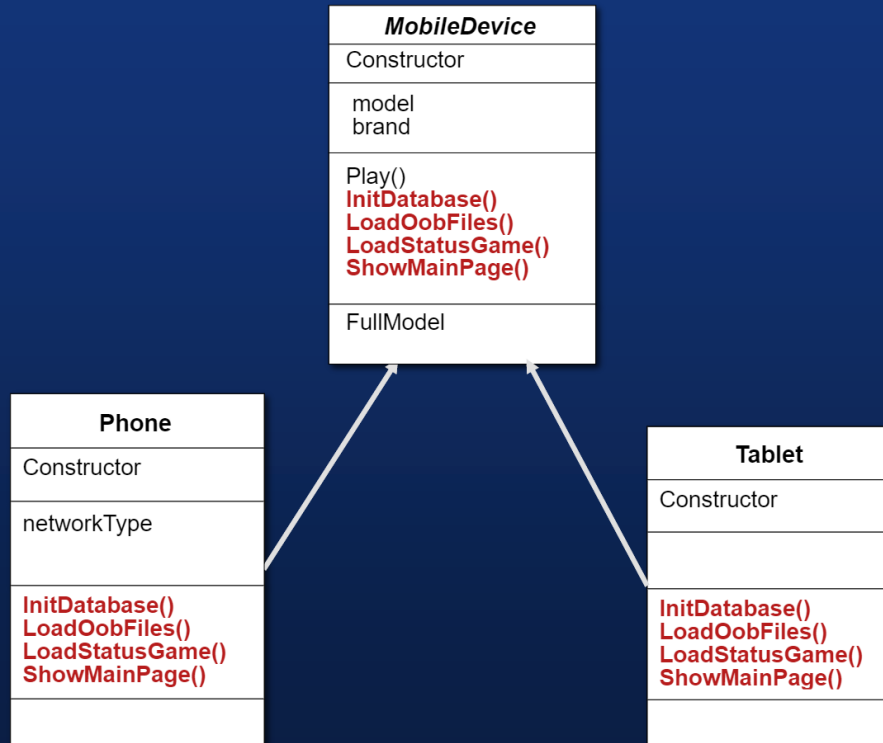 MobileDevice
Constructor
model
brand
Play()
InitDatabase()
LoadOobFiles()
LoadStatusGame()
ShowMainPage()
FullModel
Phone
Constructor
networkType
InitDatabase()
LoadOobFiles()
LoadStatusGame()
ShowMainPage()
Tablet
Constructor
InitDatabase()
LoadOobFiles()
LoadStatusGame()
ShowMainPage()